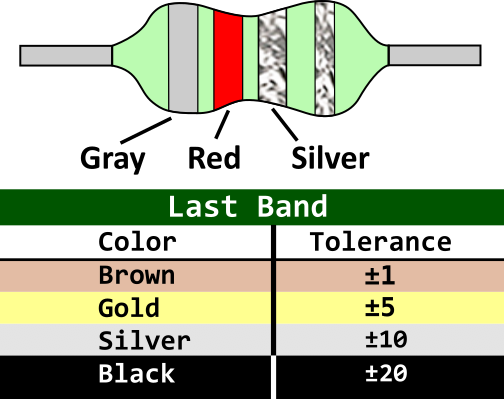 Gray Red Silver
Last Band
Color Tolerance
Brown ±1
Gold ±5
Silver ±10
Black ±20